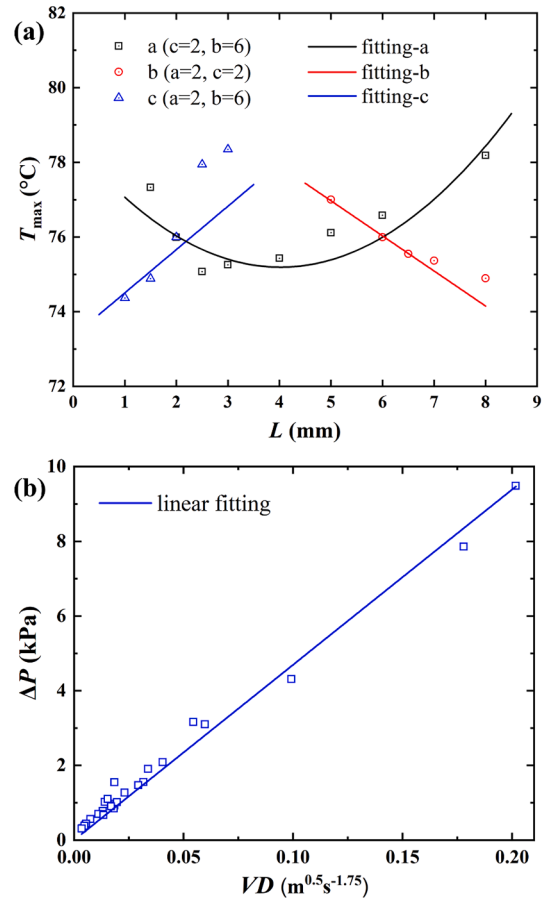 (a)
82
80
78
76
74
72
T_max (°C)
a (c=2, b=6)
b (a=2, c=2)
c (a=2, b=6)
fitting-a
fitting-b
fitting-c
0 1 2 3 4 5 6 7 8 9
L (mm)
(b)
10
8
6
4
2
0
ΔP (kPa)
linear fitting
0.00 0.05 0.10 0.15 0.20
VD (m^0.5s^-1.75)